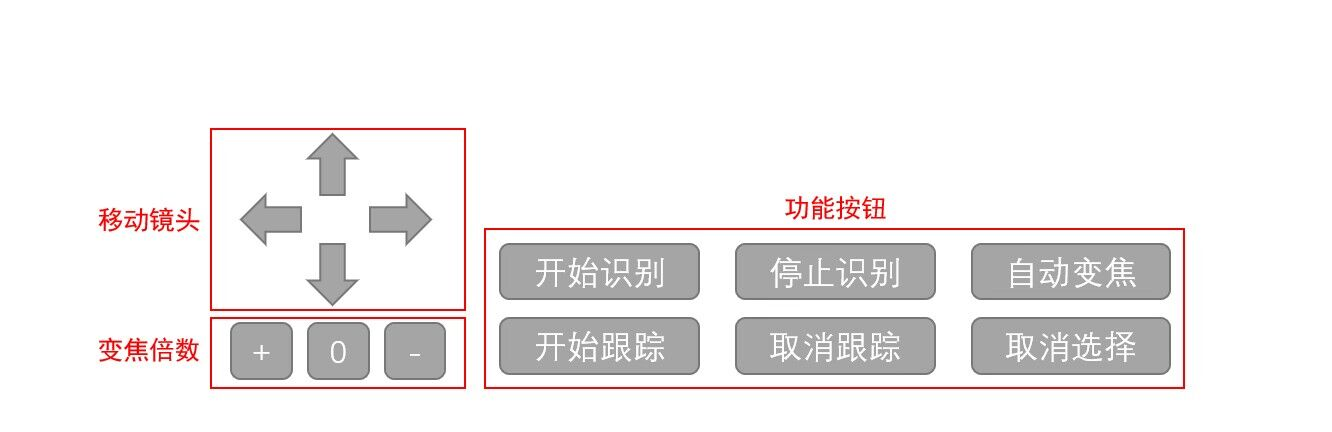 功能按钮
移动镜头
开始识别 停止识别 自动变焦
变焦倍数
+ 0 -
开始跟踪 取消跟踪 取消选择